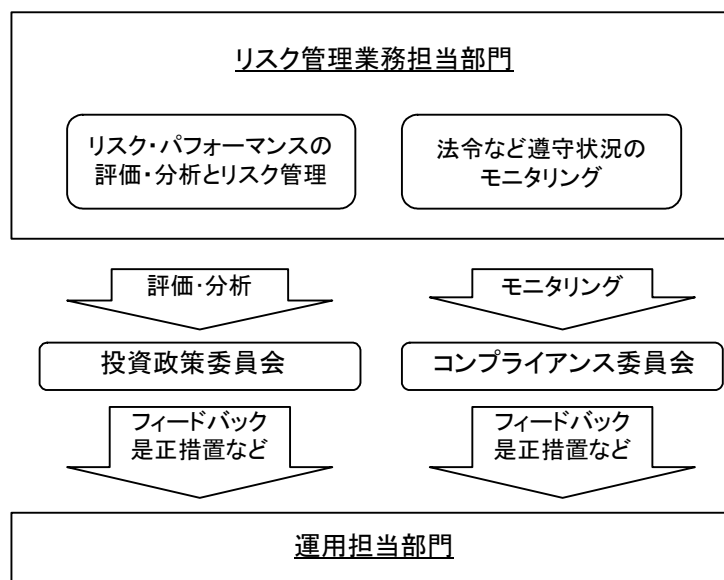 リスク管理業務担当部門
リスク・パフォーマンスの
評価・分析とリスク管理
法令など遵守状況の
モニタリング
評価・分析
モニタリング
投資政策委員会
コンプライアンス委員会
フィードバック
是正措置など
フィードバック
是正措置など
運用担当部門